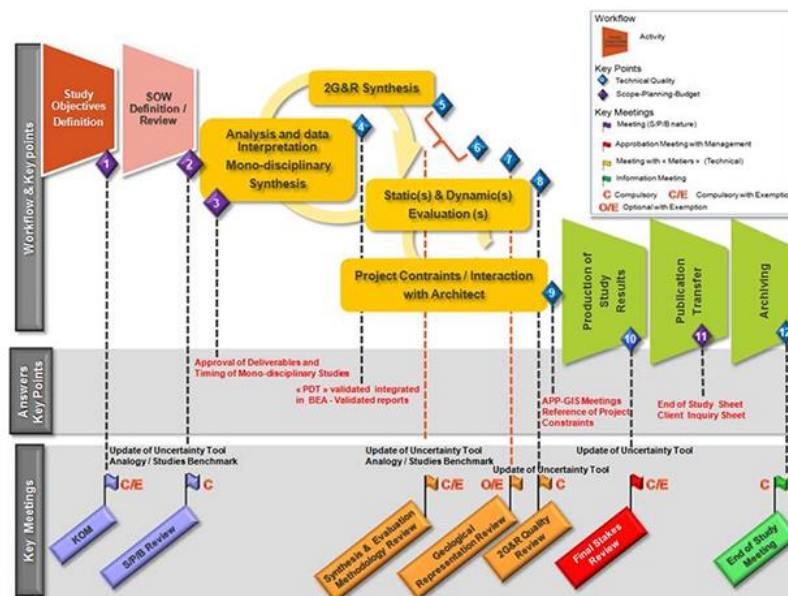 Workflow
Activity
Key Points
Technical Quality
Scope-Planning-Budget
Key Meetings
Meeting (S/P/B nature)
Approbation Meeting with Management
Meeting with « Metiers » (Technical)
Information Meeting
C Compulsory C/E Compulsory with Exemption
O/E Optional with Exemption
Workflow & Key points
Study
Objectives
Definition
SOW
Definition /
Review
2G&R Synthesis
Analysis and data
Interpretation
Mono-disciplinary
Synthesis
Static(s) & Dynamic(s)
Evaluation (s)
Project Contraints / Interaction
with Architect
Production of
Study
Results
Publication
Transfer
Archiving
1
2
3
4
5
6
7
8
9
10
11
12
Answers
Key Points
Approval of Deliverables and
Timing of Mono-disciplinary Studies
« PDT » validated integrated
in BEA - Validated reports
APP-GIS Meetings
Reference of Project
Constraints
End of Study Sheet
Client Inquiry Sheet
Key Meetings
Update of Uncertainty Tool
Analogy / Studies Benchmark
Update of Uncertainty Tool
Analogy / Studies Benchmark
Update of Uncertainty Tool
Update of Uncertainty Tool
C/E
C
C/E
O/E
C
C/E
C
KOM
S/P/B Review
Synthesis & Evaluation
Methodology Review
Geological
Representation Review
2G&R Quality
Review
Final Stakes
Review
End of Study
Meeting